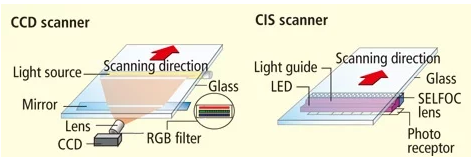 CCD scanner
Light source
Scanning direction
Glass
Mirror
Lens
CCD
RGB filter
CIS scanner
Scanning direction
Light guide
LED
Glass
SELFOC
lens
Photo
receptor